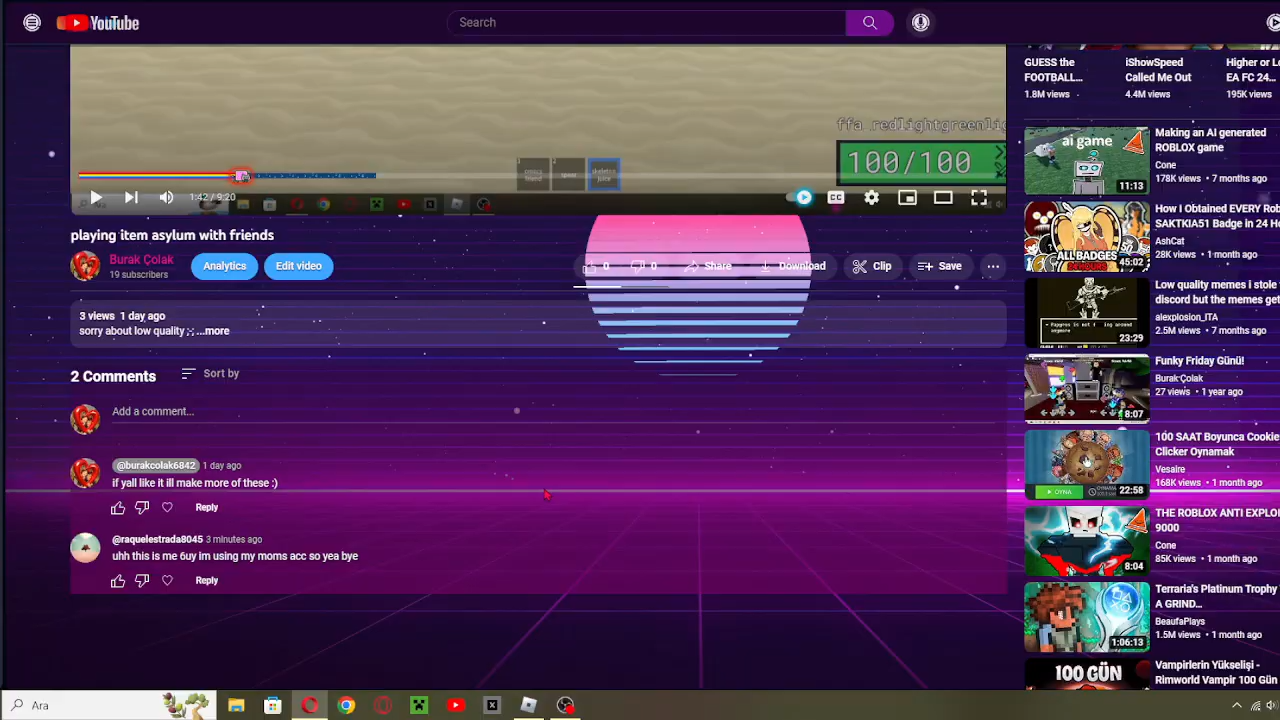 YouTube
Search
ffa_redlightgreenlig
100/100
1:42 / 9:20
CC
playing item asylum with friends
Burak Çolak
19 subscribers
Analytics
Edit video
0
0
Share
Download
Clip
Save
3 views 1 day ago
sorry about low quality ;-; ...more
2 Comments
Sort by
Add a comment...
@burakcolak6842 1 day ago
if yall like it ill make more of these :)
Reply
@raquelestrada8045 3 minutes ago
uhh this is me 6uy im using my moms acc so yea bye
Reply
GUESS the
FOOTBALL...
1.8M views
iShowSpeed
Called Me Out
4.4M views
Higher or Lo
EA FC 24...
195K views
ai game
11:13
Making an AI generated
ROBLOX game
Cone
178K views • 7 months ago
ALL BADGES
24 HOURS
45:02
How I Obtained EVERY Rob
SAKTKIA51 Badge in 24 Ho
AshCat
28K views • 1 month ago
23:29
Low quality memes i stole
discord but the memes get
alexplosion_ITA
2.5M views • 7 months ago
8:07
Funky Friday Günü!
Burak Çolak
27 views • 1 year ago
OYNA
22:58
100 SAAT Boyunca Cookie
Clicker Oynamak
Vesaire
168K views • 1 month ago
8:04
THE ROBLOX ANTI EXPLOI
9000
Cone
85K views • 1 month ago
1:06:13
Terraria's Platinum Trophy
A GRIND...
BeaufaPlays
1.5M views • 1 month ago
100 GÜN
Vampirlerin Yükselişi -
Rimworld Vampir 100 Gün
Ara